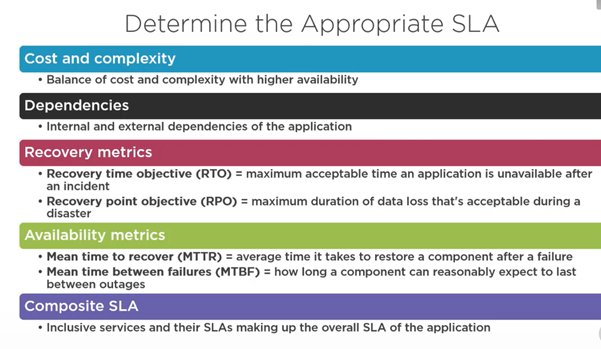 Determine the Appropriate SLA
Cost and complexity
• Balance of cost and complexity with higher availability
Dependencies
• Internal and external dependencies of the application
Recovery metrics
• Recovery time objective (RTO) = maximum acceptable time an application is unavailable after
an incident
• Recovery point objective (RPO) = maximum duration of data loss that's acceptable during a
disaster
Availability metrics
• Mean time to recover (MTTR) = average time it takes to restore a component after a failure
• Mean time between failures (MTBF) = how long a component can reasonably expect to last
between outages
Composite SLA
• Inclusive services and their SLAs making up the overall SLA of the application